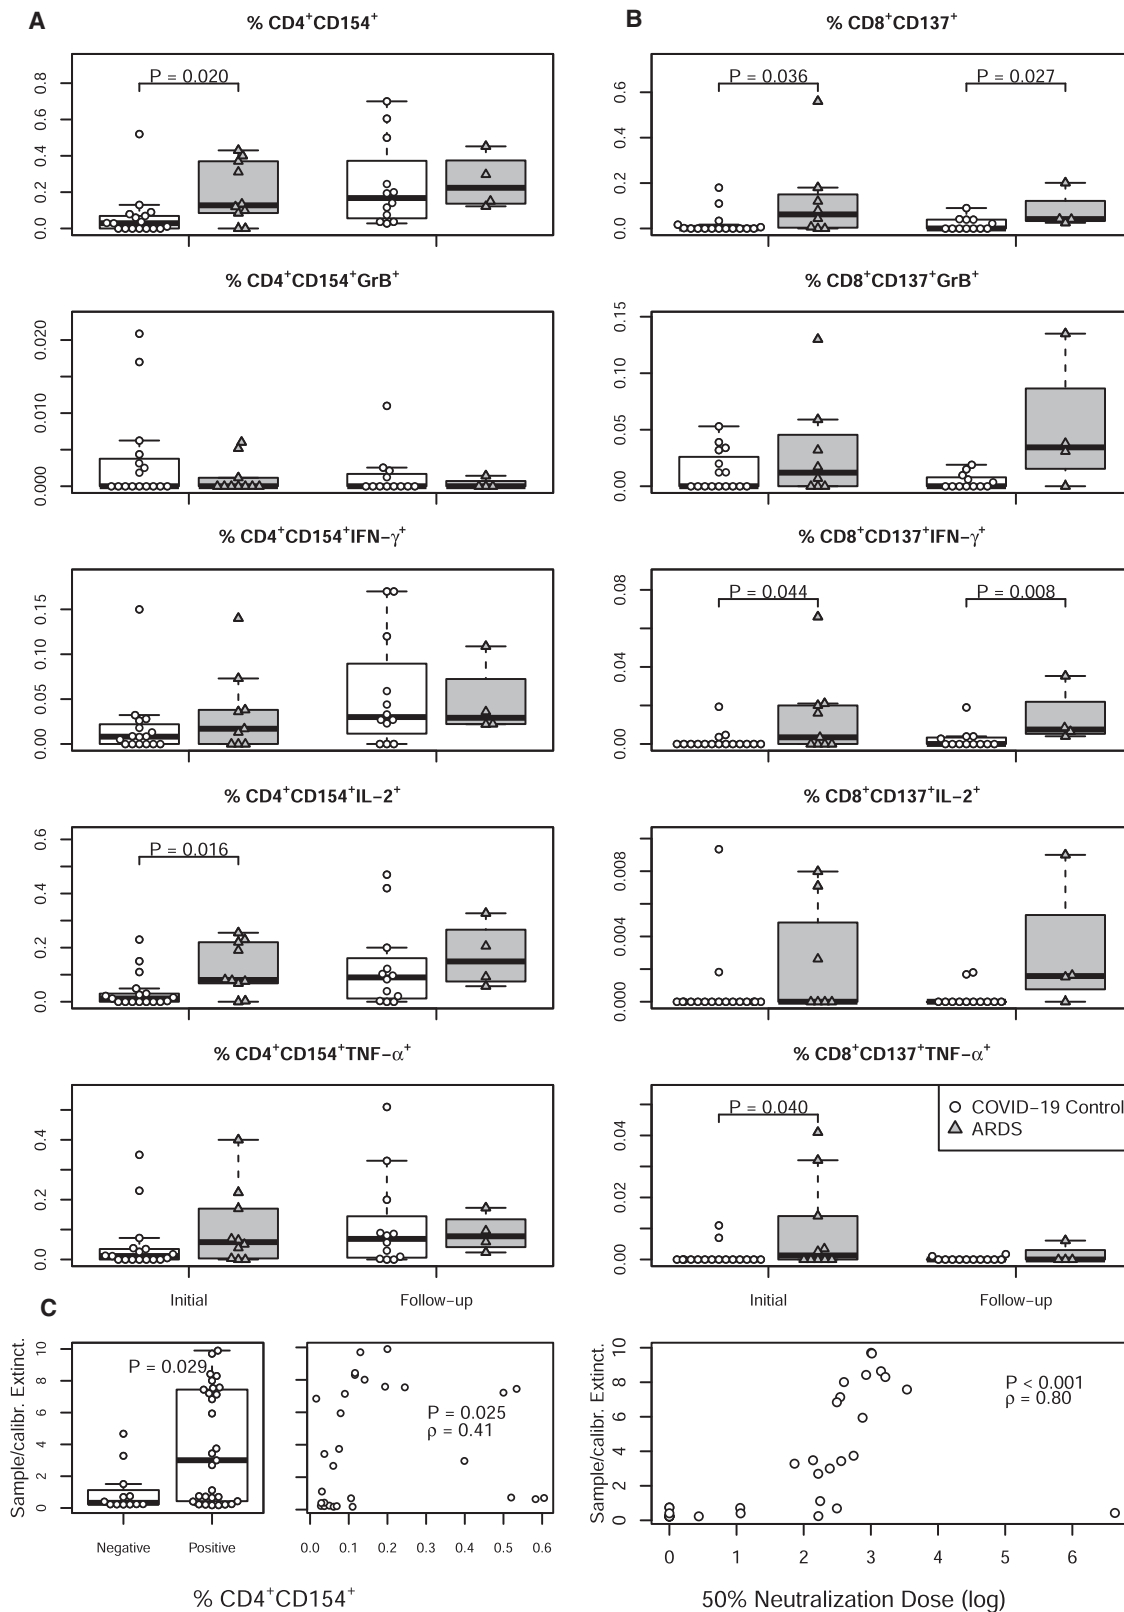 A
% CD4+CD154+
B
% CD8+CD137+
P = 0.020
0.0 0.2 0.4 0.6 0.8
P = 0.036
P = 0.027
0.0 0.2 0.4 0.6
% CD4+CD154+GrB+
% CD8+CD137+GrB+
0.000 0.010 0.020
0.00 0.05 0.10 0.15
% CD4+CD154+IFN−γ+
% CD8+CD137+IFN−γ+
0.00 0.05 0.10 0.15
P = 0.044
P = 0.008
0.00 0.04 0.08
% CD4+CD154+IL−2+
% CD8+CD137+IL−2+
P = 0.016
0.0 0.2 0.4 0.6
0.000 0.004 0.008
% CD4+CD154+TNF−α+
% CD8+CD137+TNF−α+
0.0 0.2 0.4
P = 0.040
COVID−19 Control
ARDS
0.00 0.02 0.04
Initial
Follow−up
Initial
Follow−up
C
Sample/calibr. Extinct.
0 2 4 6 8 10
P = 0.029
Negative
Positive
P = 0.025
ρ = 0.41
0.0 0.1 0.2 0.3 0.4 0.5 0.6
% CD4+CD154+
Sample/calibr. Extinct.
0 2 4 6 8 10
P < 0.001
ρ = 0.80
0 1 2 3 4 5 6
50% Neutralization Dose (log)